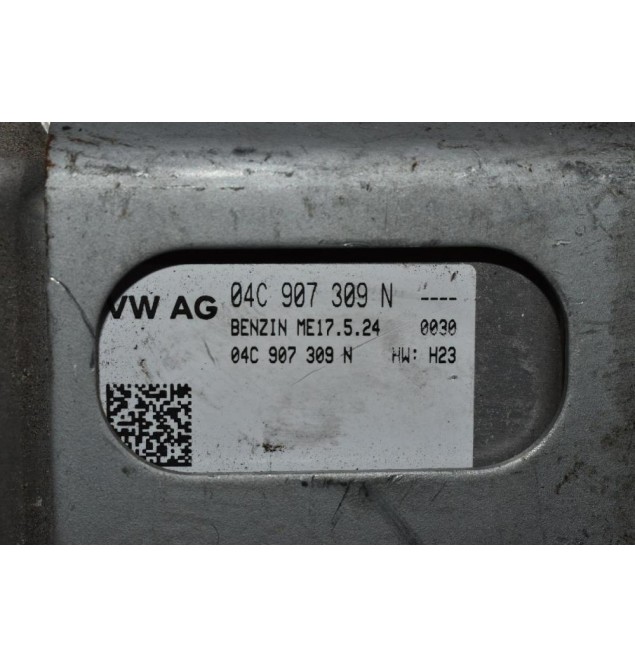 VW AG 04C 907 309 N ----
BENZIN ME17.5.24 0030
04C 907 309 N HW: H23